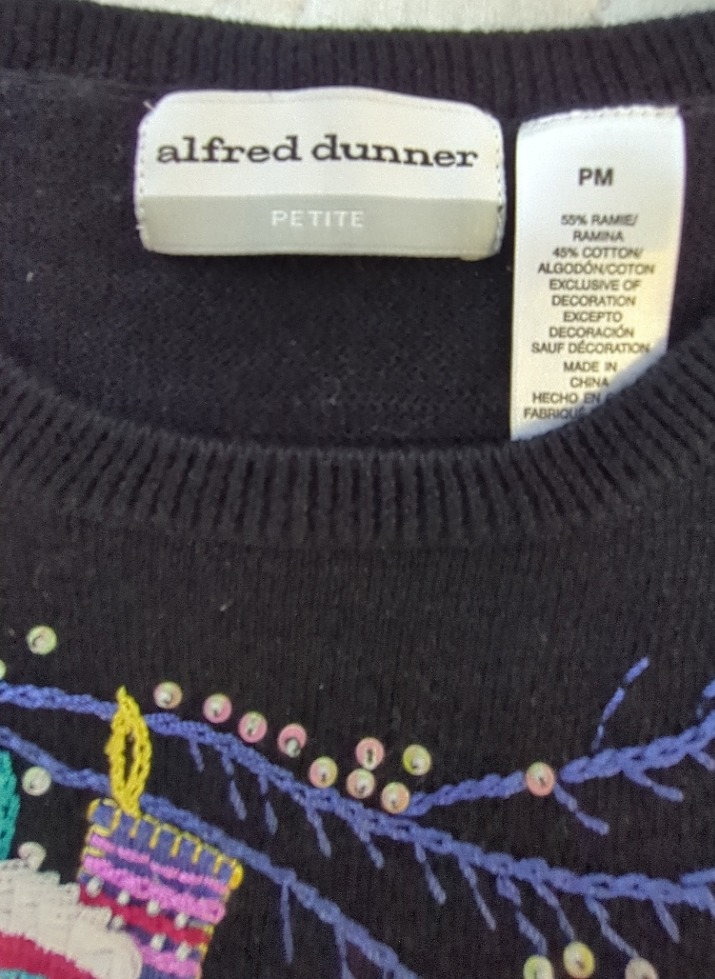 alfred dunner
PETITE
PM
55% RAMIE/
RAMINA
45% COTTON/
ALGODÓN/COTON
EXCLUSIVE OF
DECORATION
EXCEPTO
DECORACIÓN
SAUF DÉCORATION
MADE IN
CHINA
HECHO EN
FABRIQUÉ